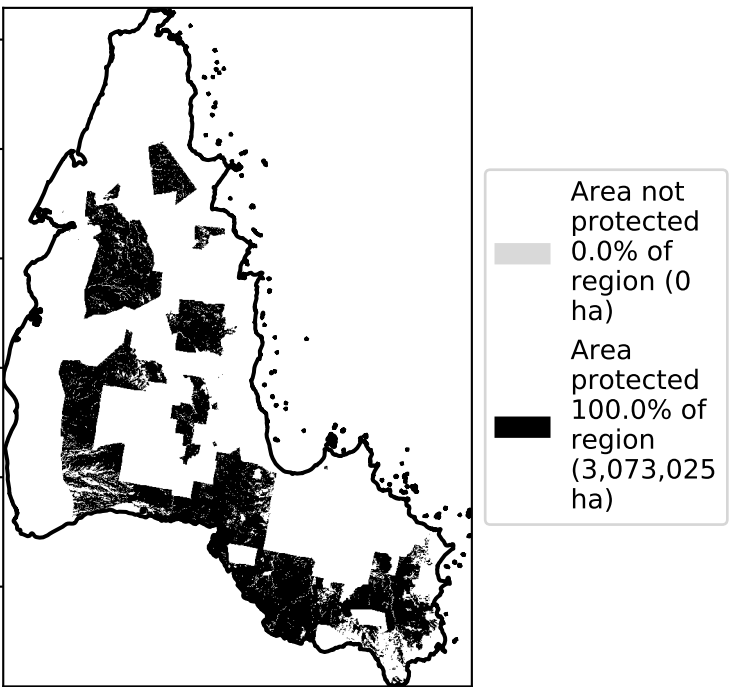 Area not
protected
0.0% of
region (0
ha)
Area
protected
100.0% of
region
(3,073,025
ha)